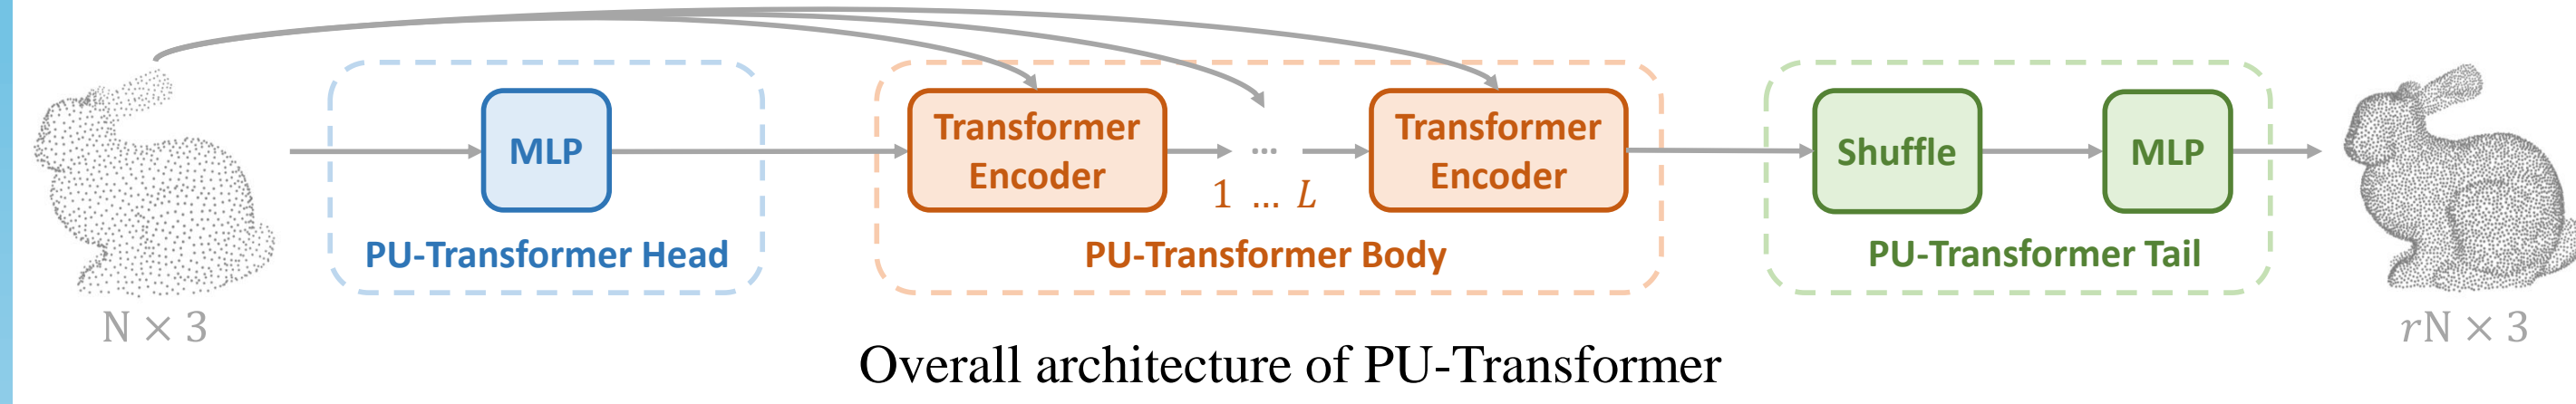 MLP
Transformer
Encoder
...
1 ... L
Transformer
Encoder
Shuffle
MLP
PU-Transformer Head
PU-Transformer Body
PU-Transformer Tail
N × 3
rN × 3
Overall architecture of PU-Transformer